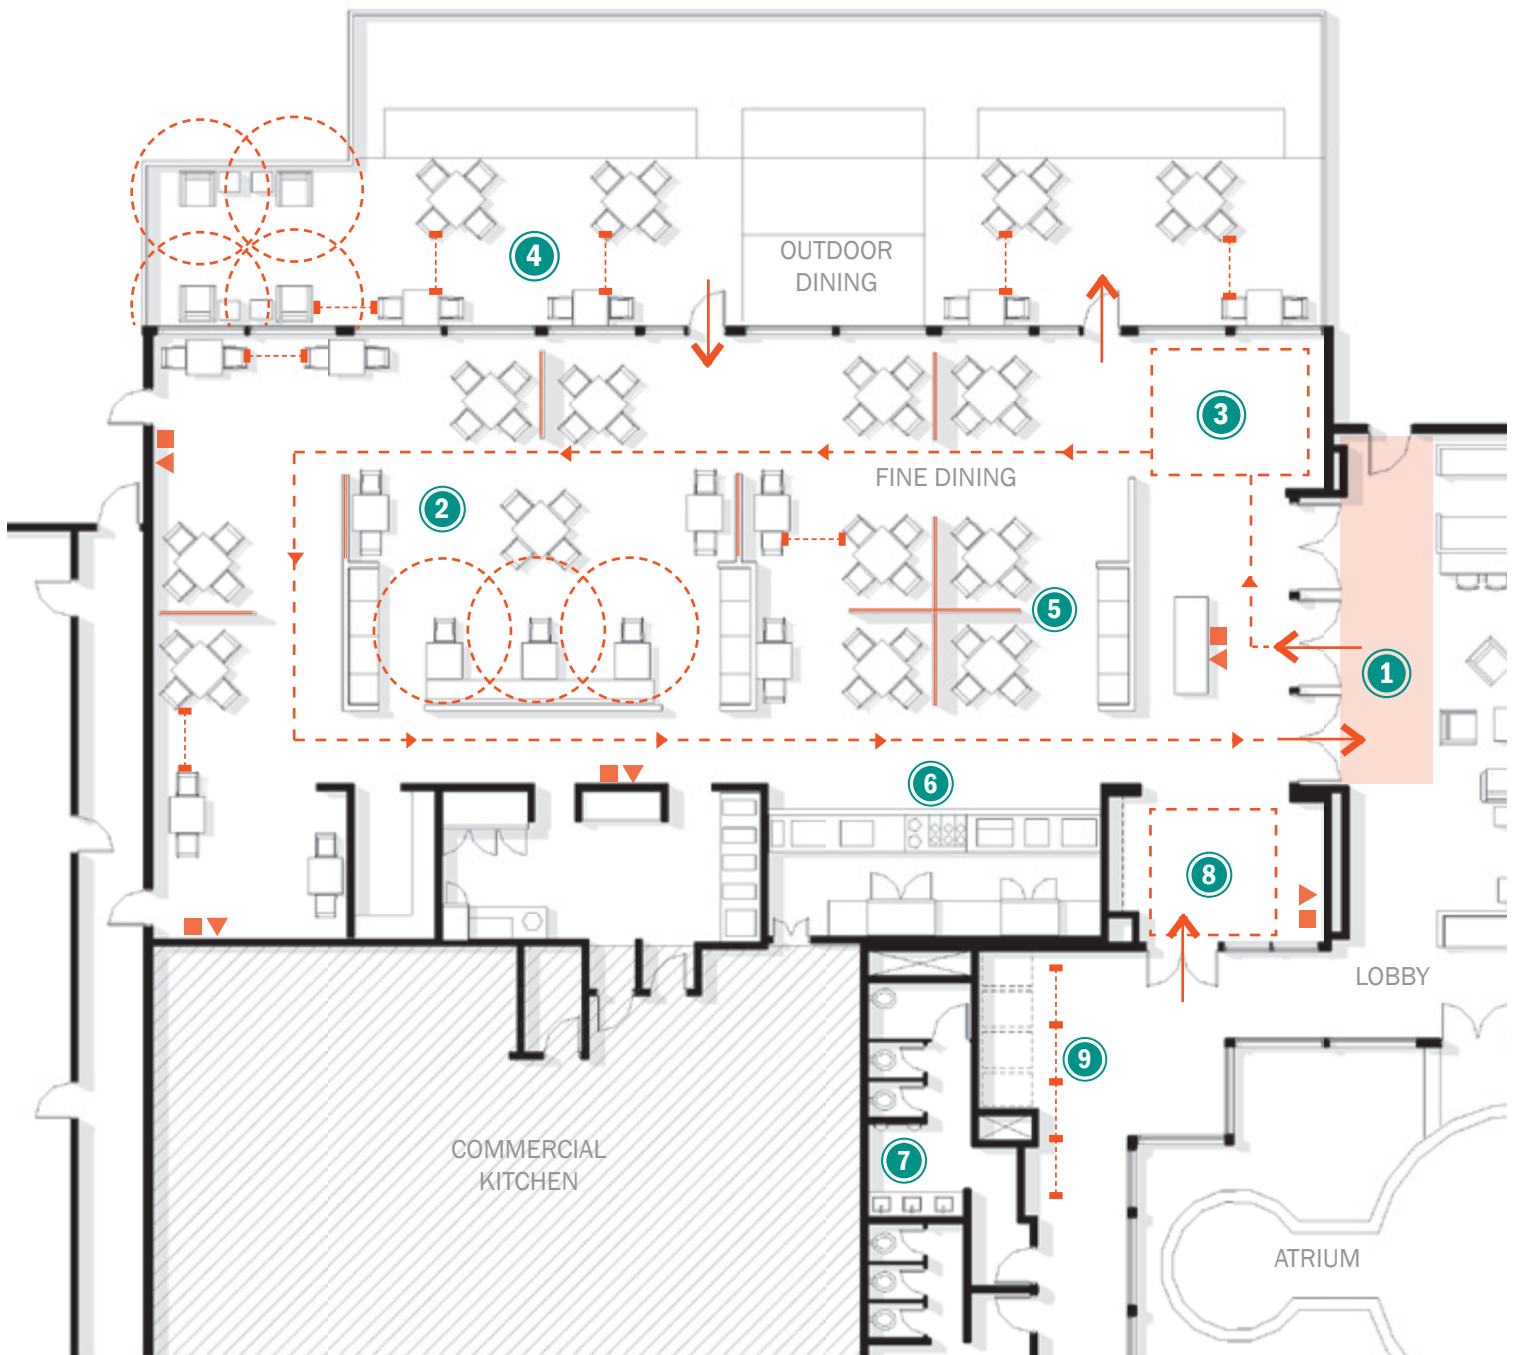 4
OUTDOOR
DINING
3
FINE DINING
2
5
1
6
8
LOBBY
9
COMMERCIAL
KITCHEN
7
ATRIUM